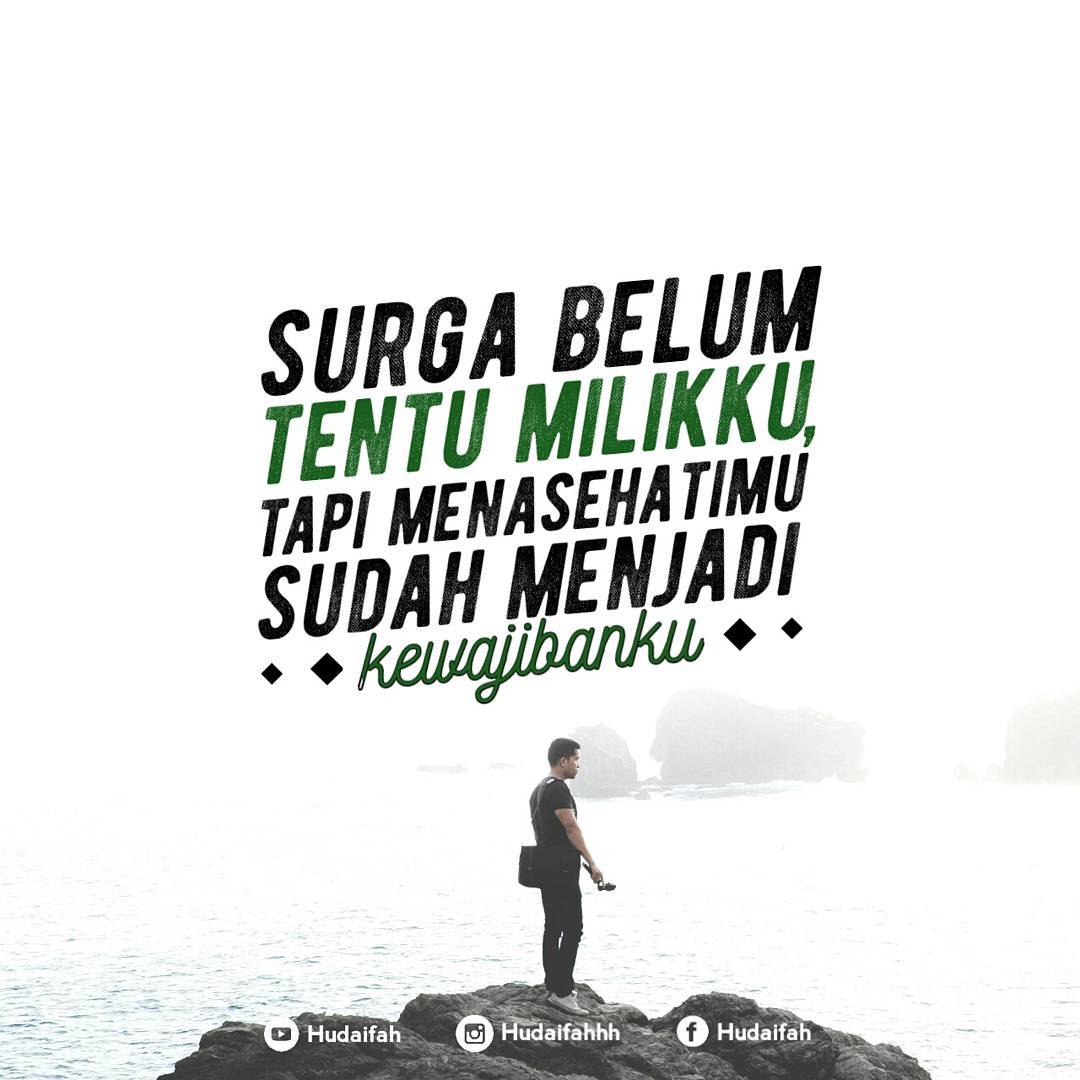 SURGA BELUM
TENTU MILIKKU,
TAPI MENASEHATIMU
SUDAH MENJADI
kewajibanku
Hudaifah Hudaifahhh Hudaifah